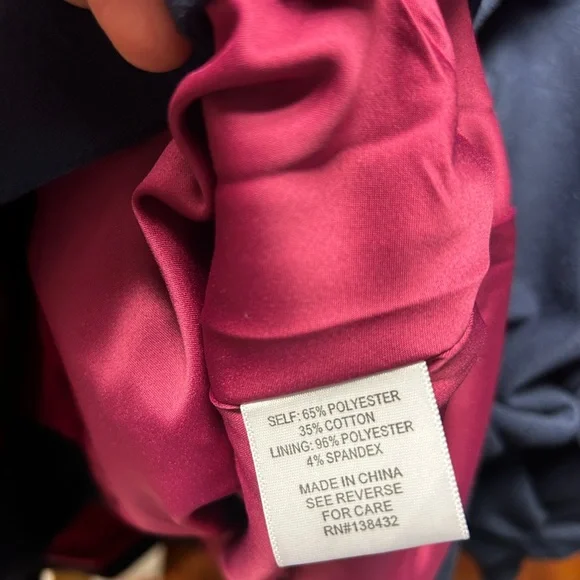 SELF: 65% POLYESTER
35% COTTON
LINING: 96% POLYESTER
4% SPANDEX
MADE IN CHINA
SEE REVERSE
FOR CARE
RN#138432